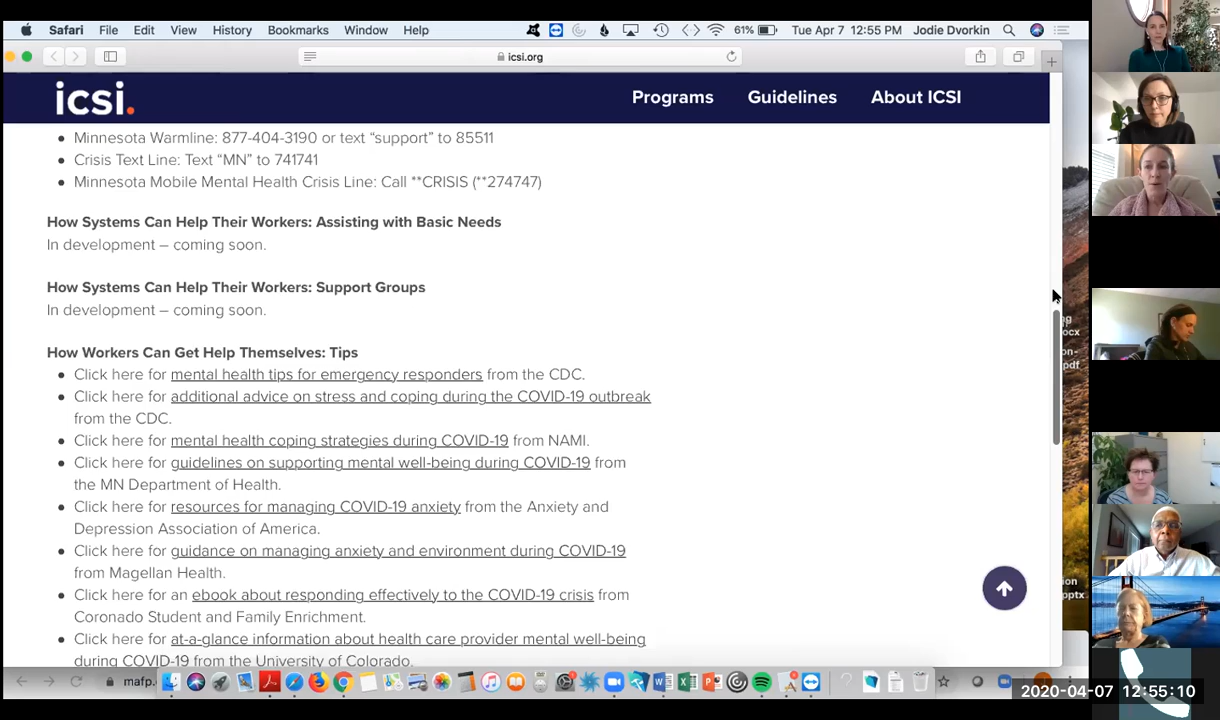 Safari File Edit View History Bookmarks Window Help 61% Tue Apr 7 12:55 PM Jodie Dvorkin
icsi.org
icsi. Programs Guidelines About ICSI
• Minnesota Warmline: 877-404-3190 or text “support” to 85511
• Crisis Text Line: Text “MN” to 741741
• Minnesota Mobile Mental Health Crisis Line: Call **CRISIS (**274747)
How Systems Can Help Their Workers: Assisting with Basic Needs
In development – coming soon.
How Systems Can Help Their Workers: Support Groups
In development – coming soon.
How Workers Can Get Help Themselves: Tips
• Click here for mental health tips for emergency responders from the CDC.
• Click here for additional advice on stress and coping during the COVID-19 outbreak
from the CDC.
• Click here for mental health coping strategies during COVID-19 from NAMI.
• Click here for guidelines on supporting mental well-being during COVID-19 from
the MN Department of Health.
• Click here for resources for managing COVID-19 anxiety from the Anxiety and
Depression Association of America.
• Click here for guidance on managing anxiety and environment during COVID-19
from Magellan Health.
• Click here for an ebook about responding effectively to the COVID-19 crisis from
Coronado Student and Family Enrichment.
• Click here for at-a-glance information about health care provider mental well-being
during COVID-19 from the University of Colorado.
mafp.
2020-04-07 12:55:10